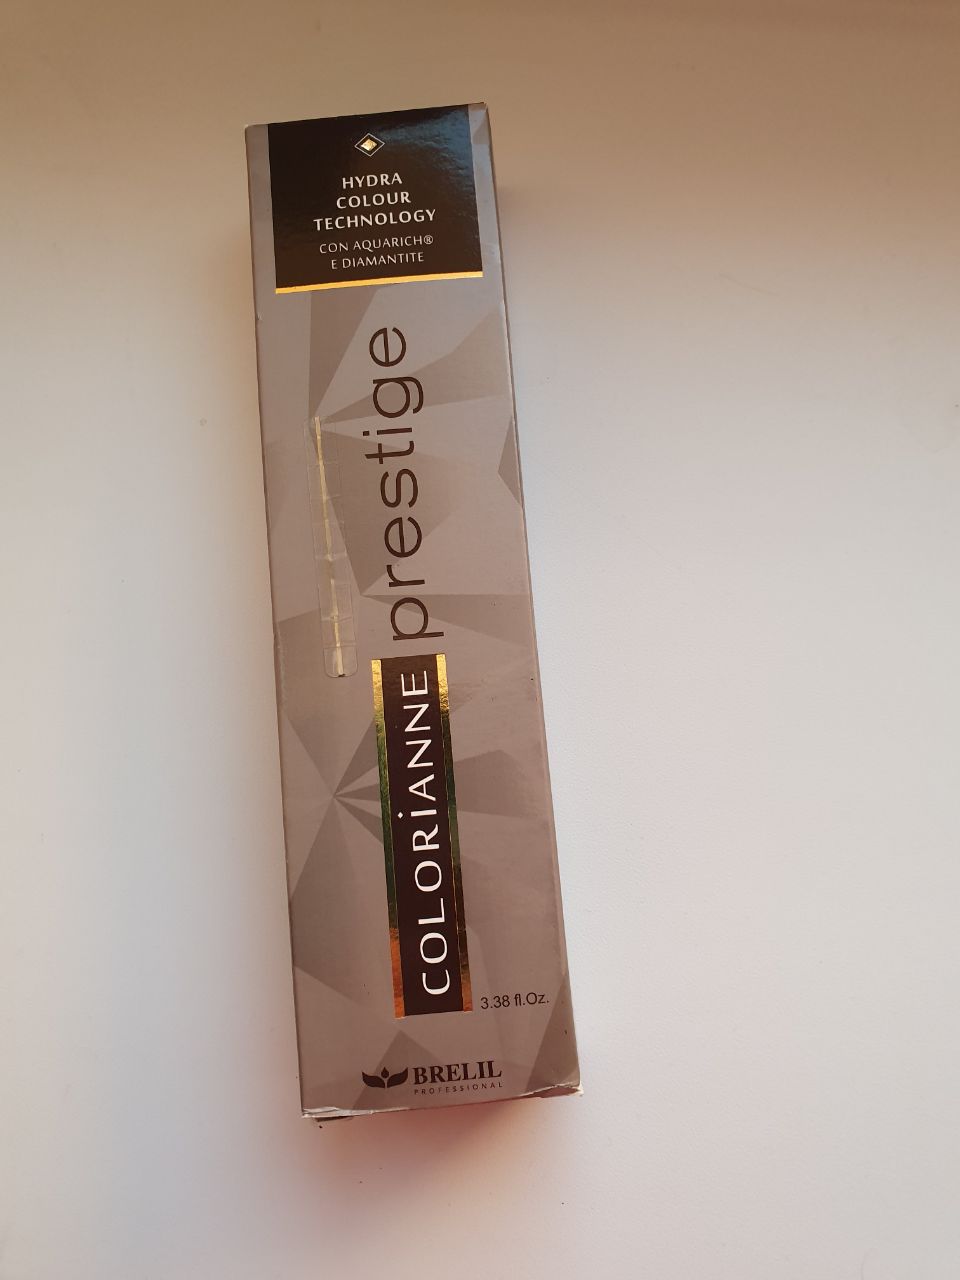 HYDRA
COLOUR
TECHNOLOGY
CON AQUARICH®
E DIAMANTITE
COLORiANNE prestige
3.38 fl.Oz.
BRELIL
PROFESSIONAL